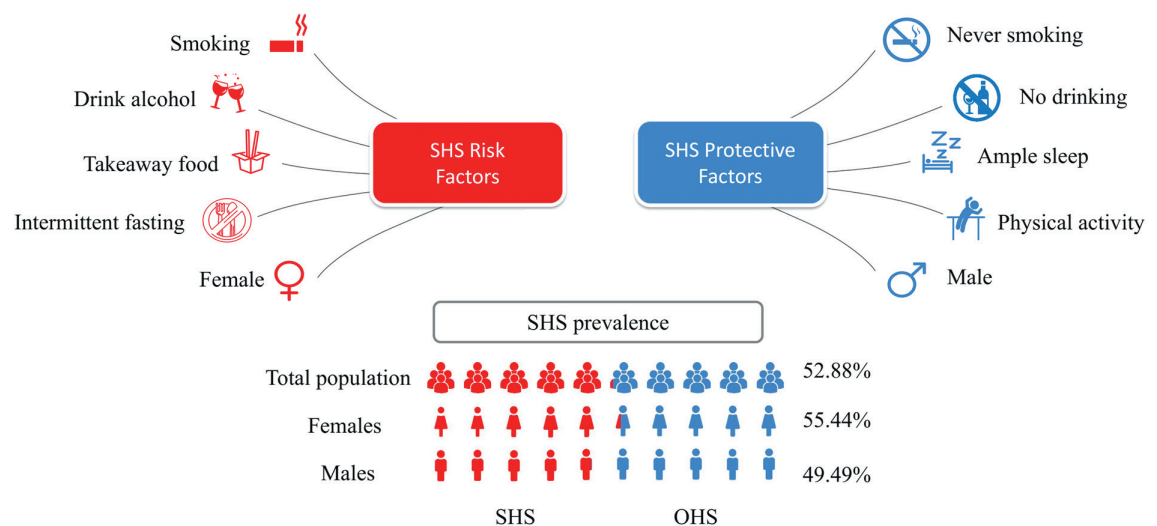 Smoking
Drink alcohol
Takeaway food
Intermittent fasting
Female
SHS Risk
Factors
SHS Protective
Factors
Never smoking
No drinking
Z Z Z
Ample sleep
Physical activity
Male
SHS prevalence
Total population 52.88%
Females 55.44%
Males 49.49%
SHS OHS